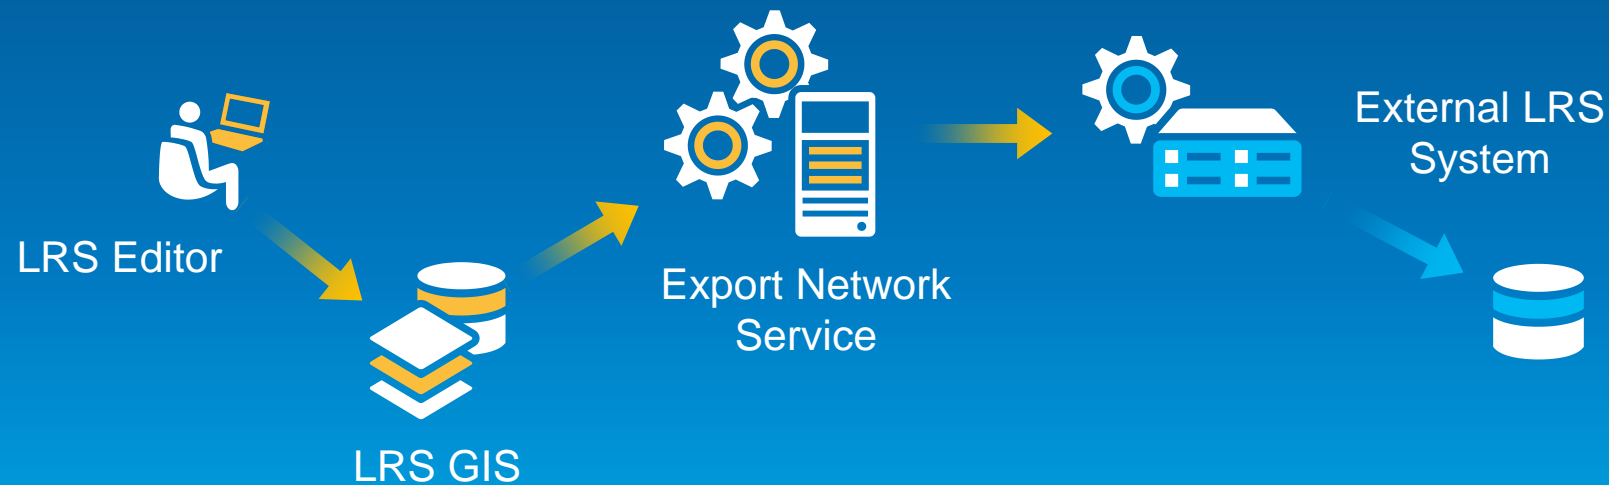 LRS Editor
LRS GIS
Export Network
Service
External LRS
System